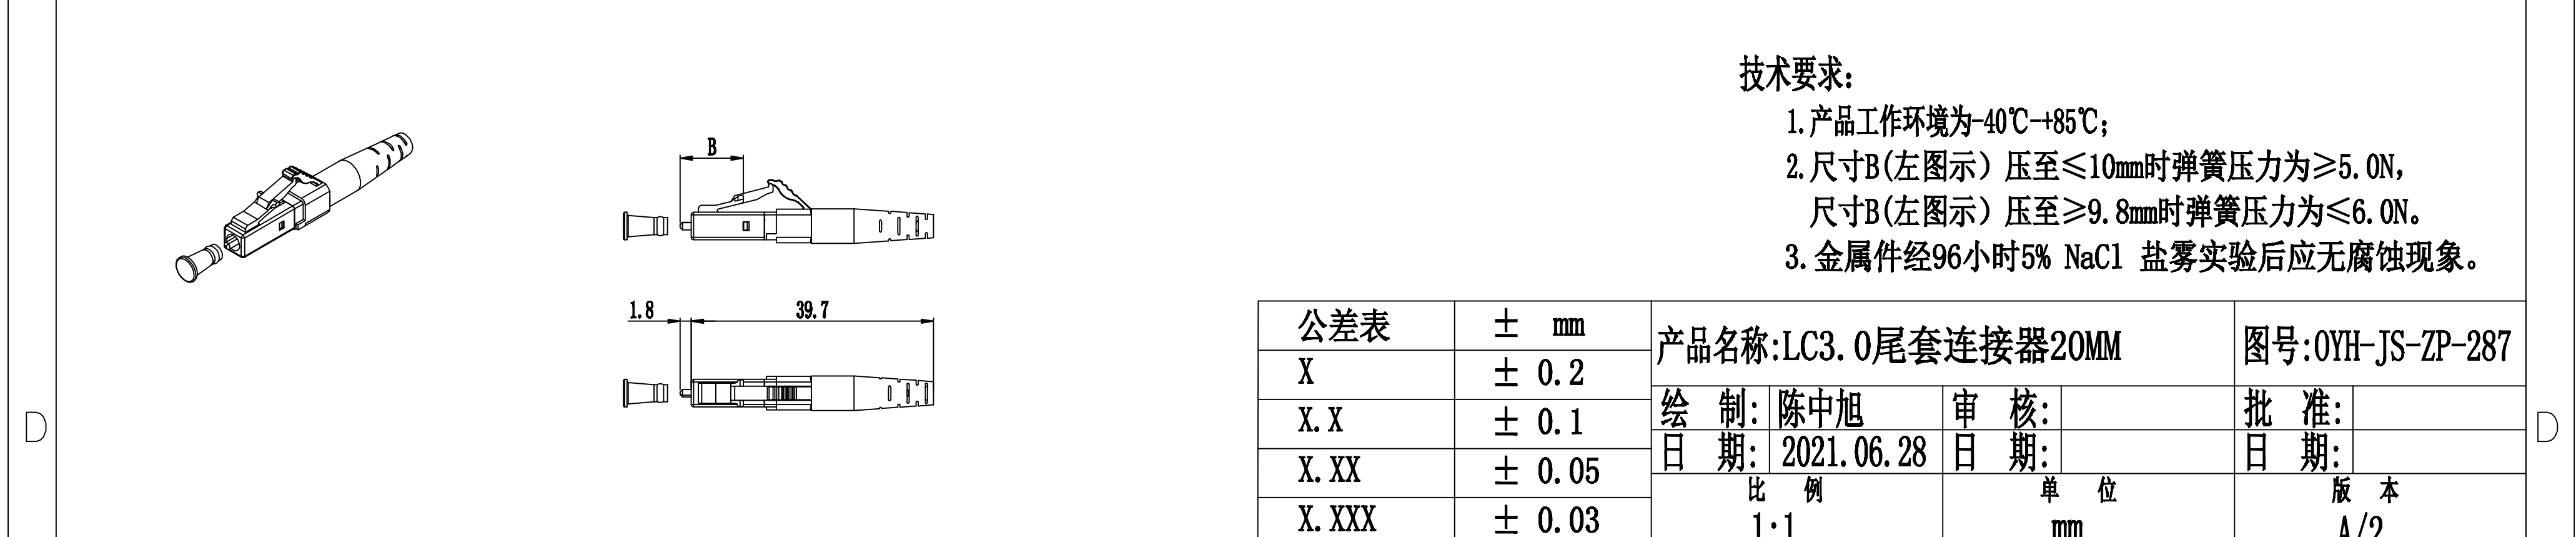 技术要求:
1.产品工作环境为-40℃-+85℃;
2.尺寸B(左图示）压至≤10mm时弹簧压力为≥5.0N,
尺寸B(左图示）压至≥9.8mm时弹簧压力为≤6.0N。
3.金属件经96小时5% NaCl 盐雾实验后应无腐蚀现象。
B
1.8 39.7
公差表 ± mm
X ± 0.2
X.X ± 0.1
X.XX ± 0.05
X.XXX ± 0.03
产品名称:LC3.0尾套连接器20MM 图号:OYH-JS-ZP-287
绘 制: 陈中旭 审 核: 批 准:
日 期: 2021.06.28 日 期: 日 期:
比 例 单 位 版 本
1:1 mm A/2
D D